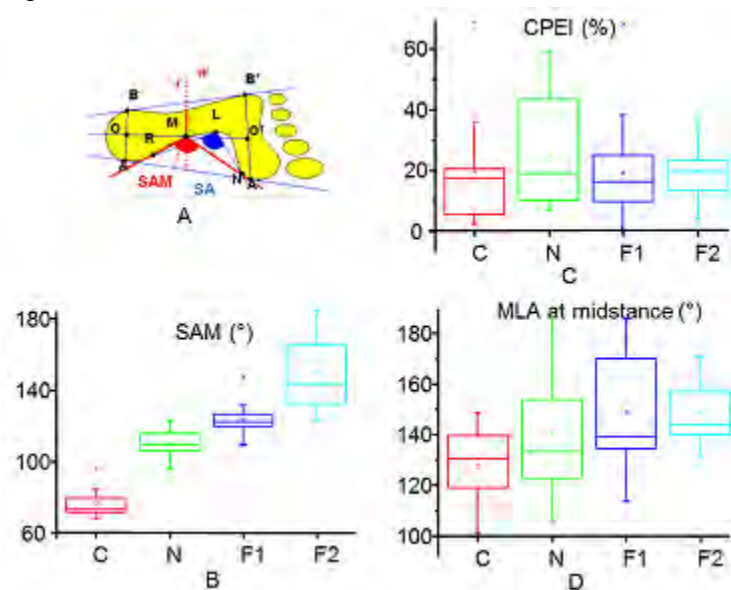 B
B'
O
R
M
L
O'
A
N
A'
SAM
SA
A
CPEI (%)
60
40
20
0
C
N
F1
F2
C
SAM (°)
180
140
100
60
C
N
F1
F2
B
MLA at midstance (°)
180
160
140
120
100
C
N
F1
F2
D